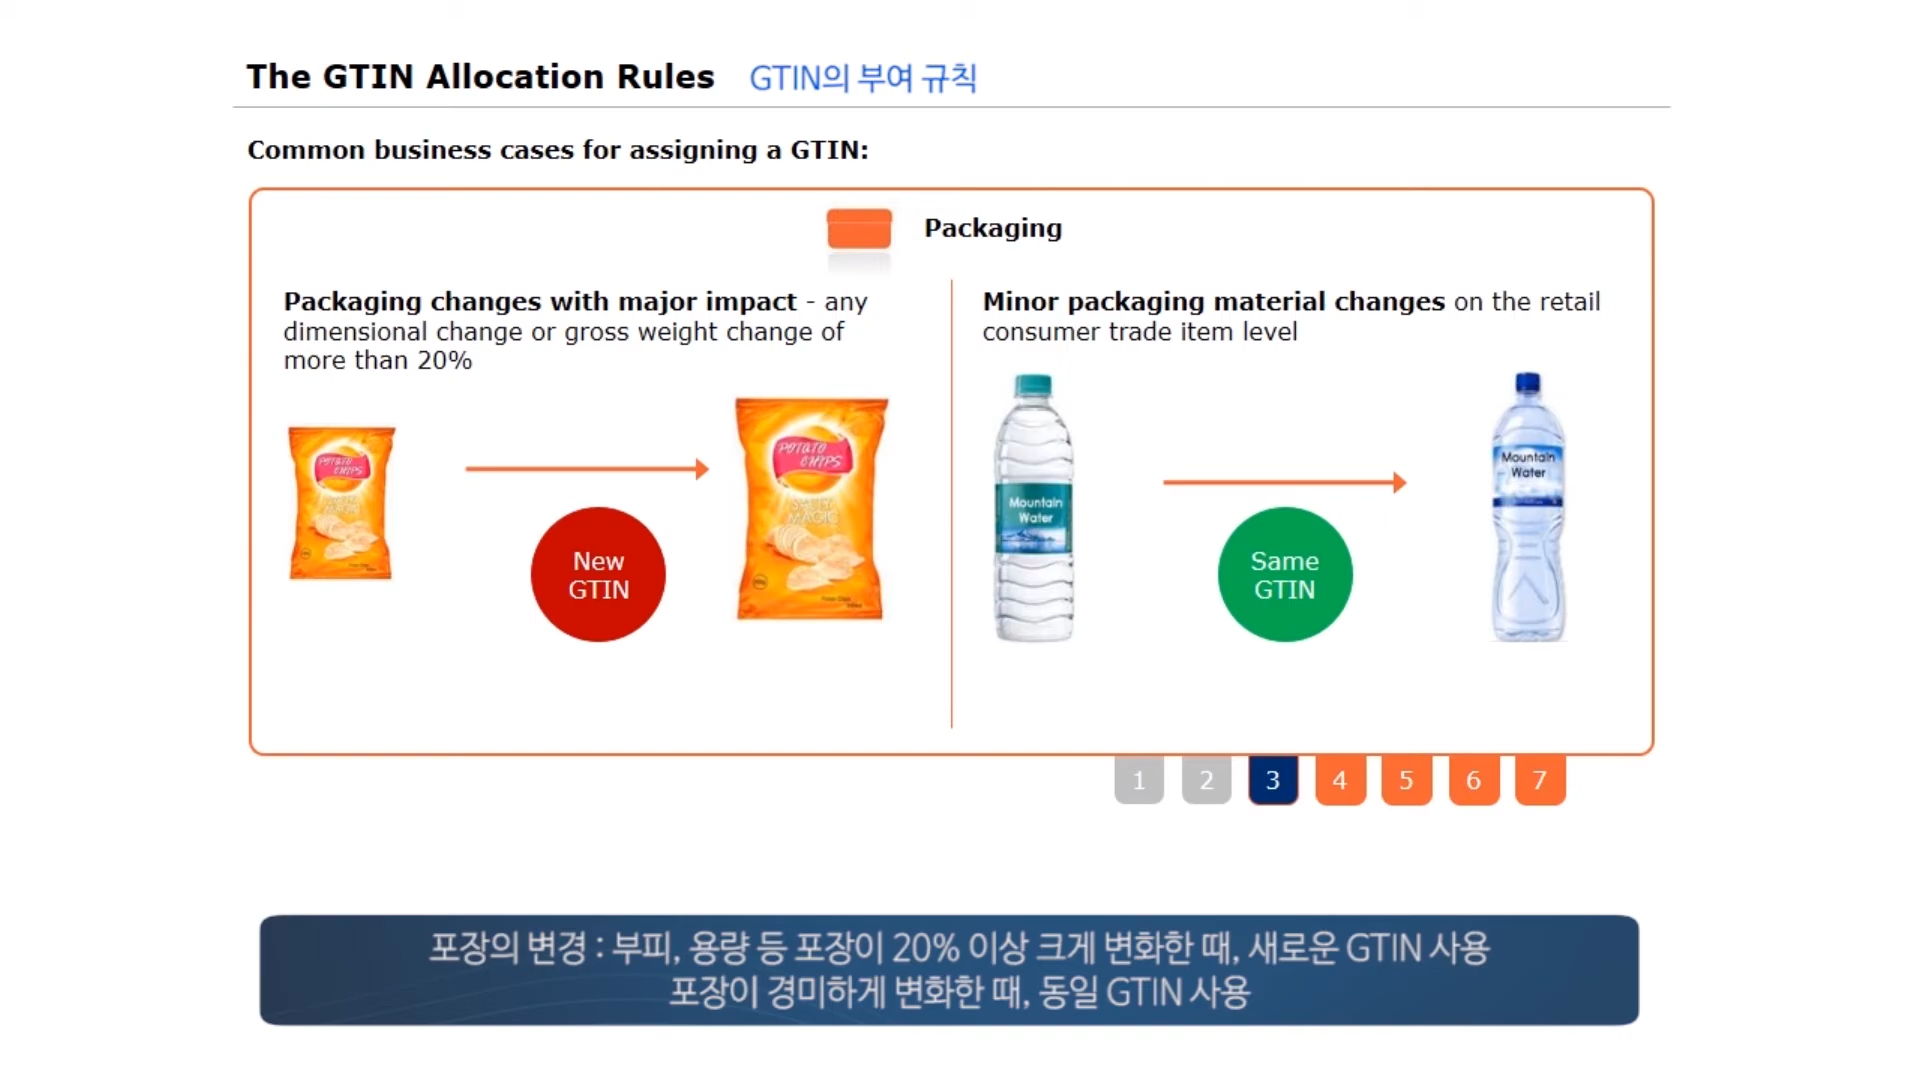 The GTIN Allocation Rules GTIN의 부여 규칙
Common business cases for assigning a GTIN:
Packaging
Packaging changes with major impact - any
dimensional change or gross weight change of
more than 20%
POTATO
CHIPS
New
GTIN
POTATO
CHIPS
SALTY
MAGIC
Minor packaging material changes on the retail
consumer trade item level
Mountain
Water
Same
GTIN
Mountain
Water
1 2 3 4 5 6 7
포장의 변경 : 부피, 용량 등 포장이 20% 이상 크게 변화한 때, 새로운 GTIN 사용
포장이 경미하게 변화한 때, 동일 GTIN 사용